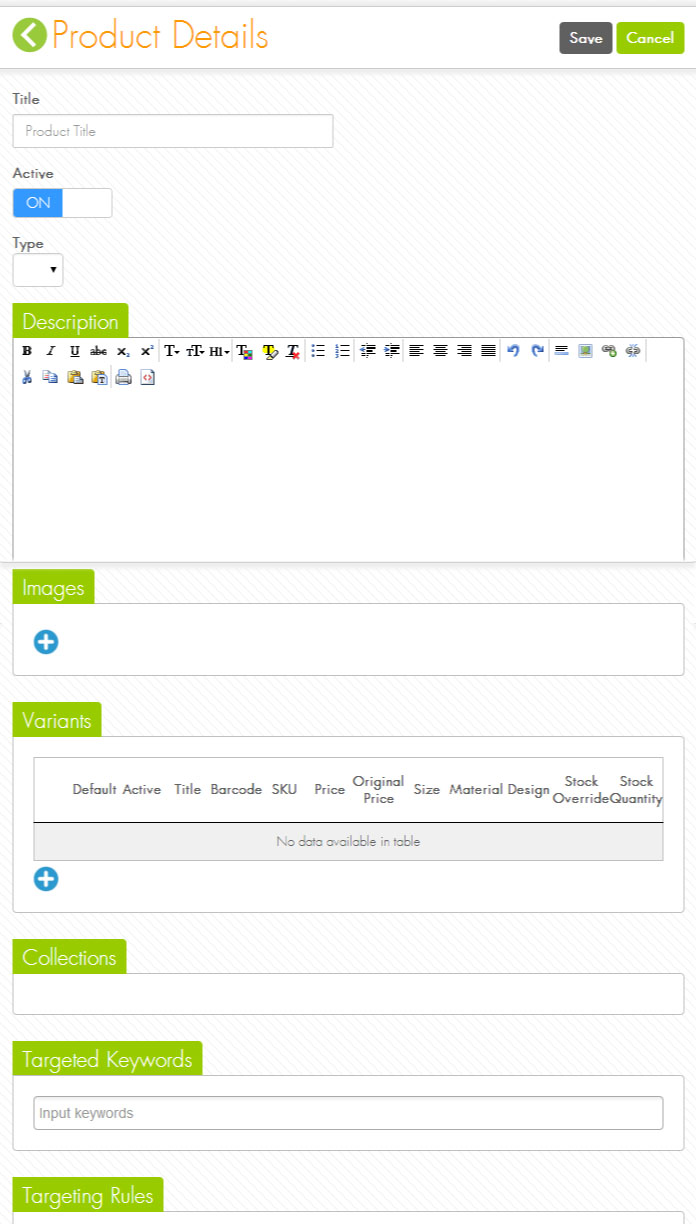 Product Details
Save Cancel
Title
Product Title
Active
ON
Type
Description
B I U abc X₂ X² T TT H1 T T T
Images
Variants
Default Active Title Barcode SKU Price Original Price Size Material Design Stock Override Stock Quantity
No data available in table
Collections
Targeted Keywords
Input keywords
Targeting Rules